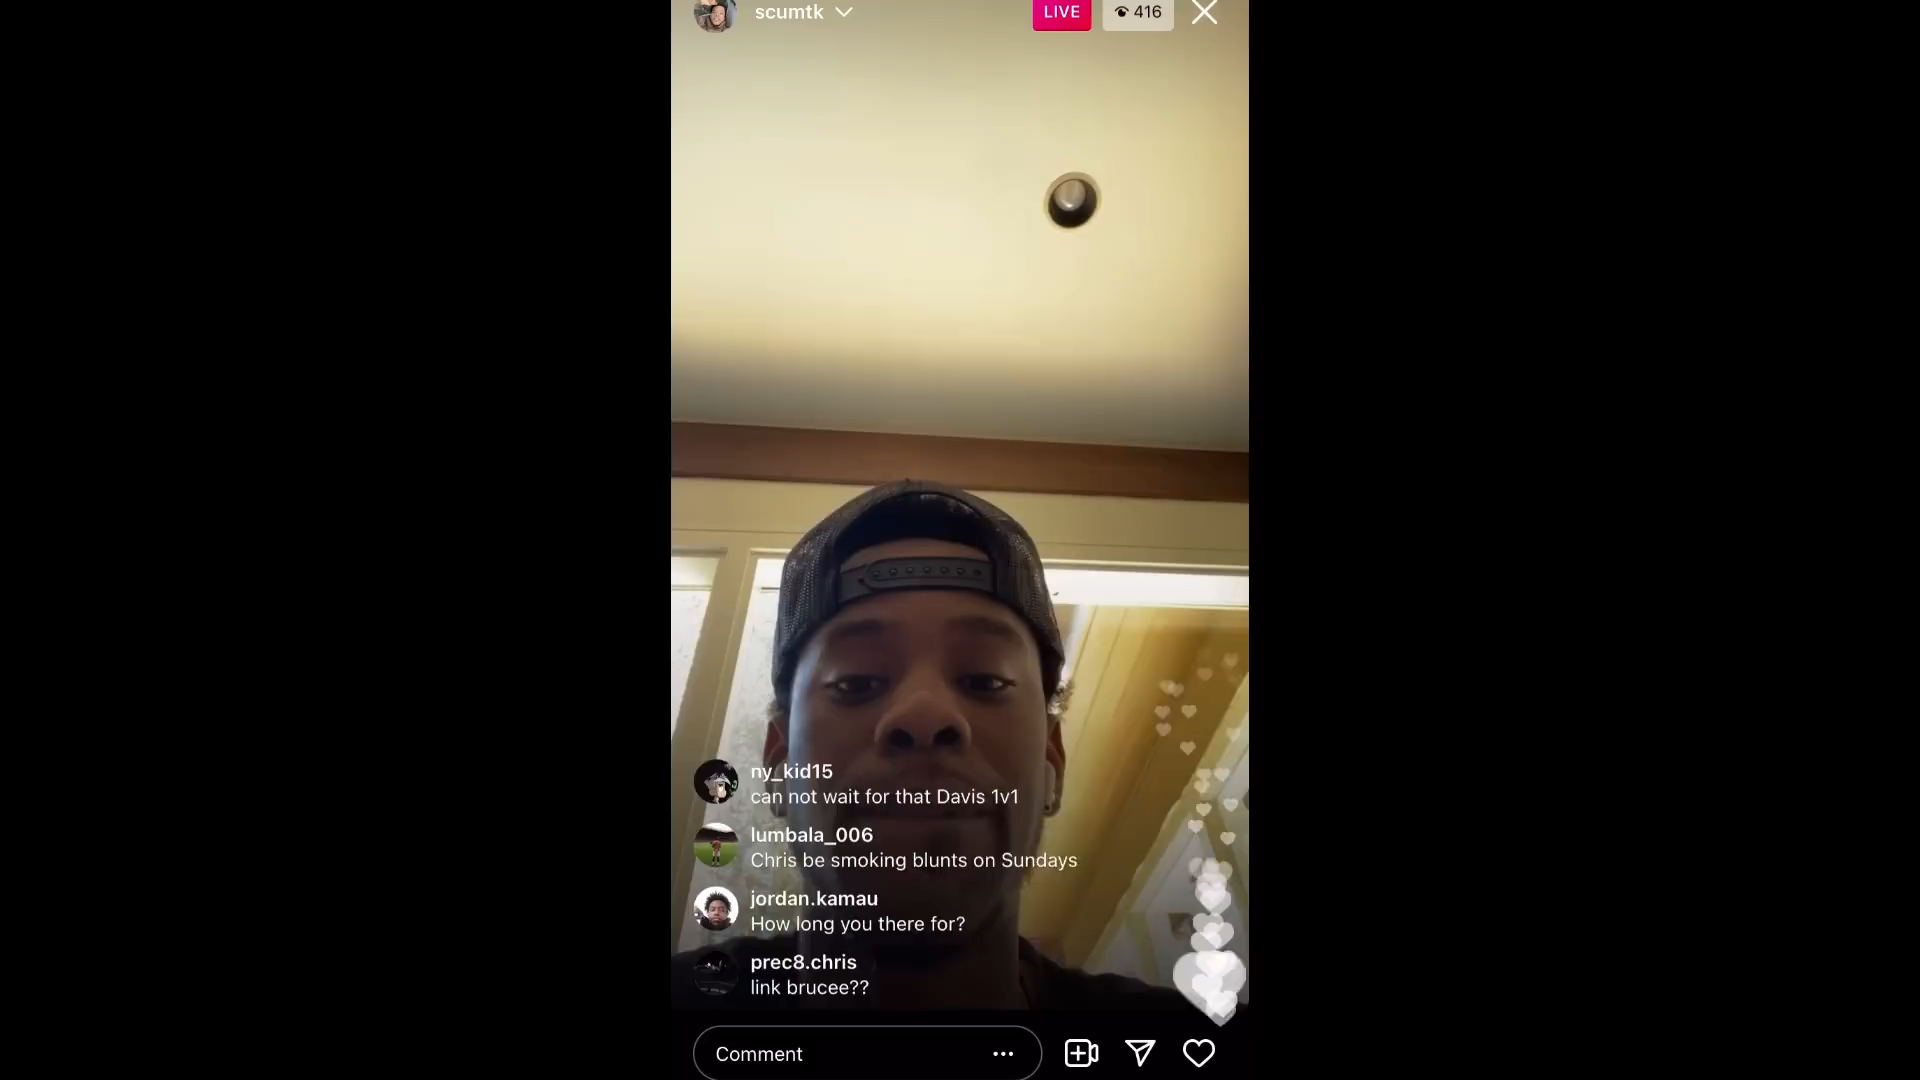 scumtk
LIVE
416
ny_kid15
can not wait for that Davis 1v1
lumbala_006
Chris be smoking blunts on Sundays
jordan.kamau
How long you there for?
prec8.chris
link brucee??
Comment